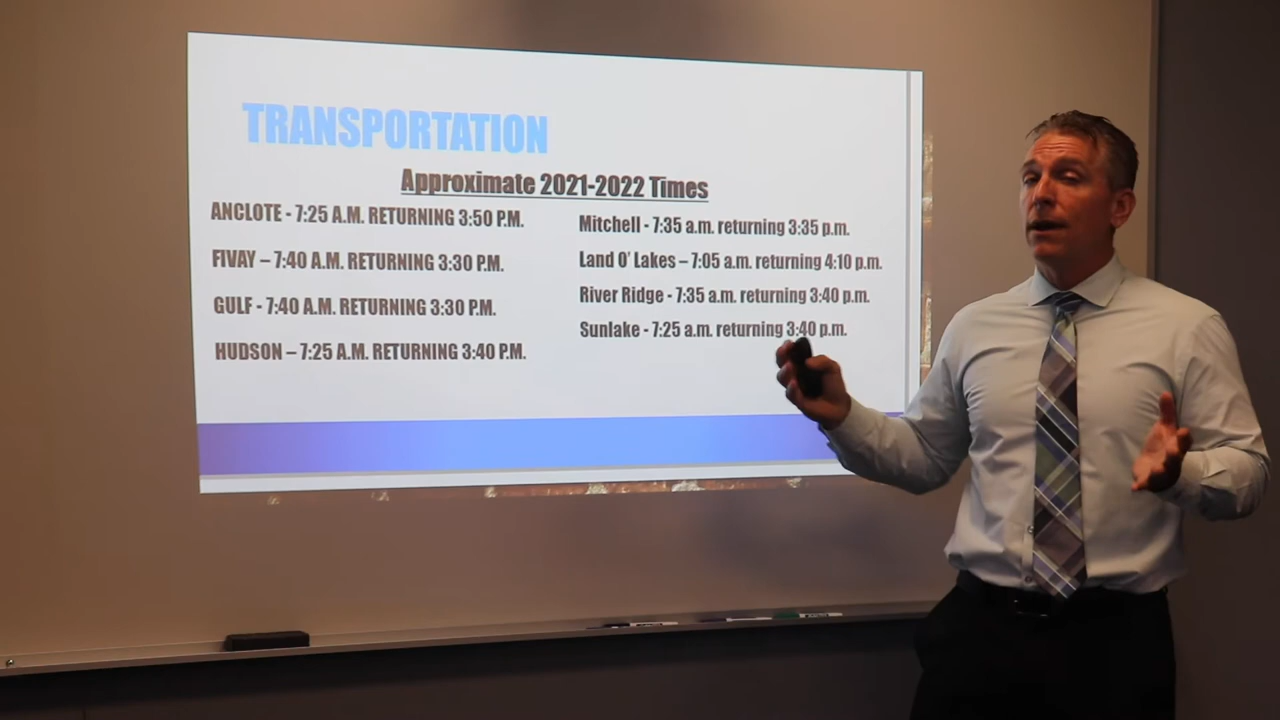 TRANSPORTATION
Approximate 2021-2022 Times
ANCLOTE - 7:25 A.M. RETURNING 3:50 P.M.
FIVAY – 7:40 A.M. RETURNING 3:30 P.M.
GULF - 7:40 A.M. RETURNING 3:30 P.M.
HUDSON – 7:25 A.M. RETURNING 3:40 P.M.
Mitchell - 7:35 a.m. returning 3:35 p.m.
Land O' Lakes – 7:05 a.m. returning 4:10 p.m.
River Ridge - 7:35 a.m. returning 3:40 p.m.
Sunlake - 7:25 a.m. returning 3:40 p.m.